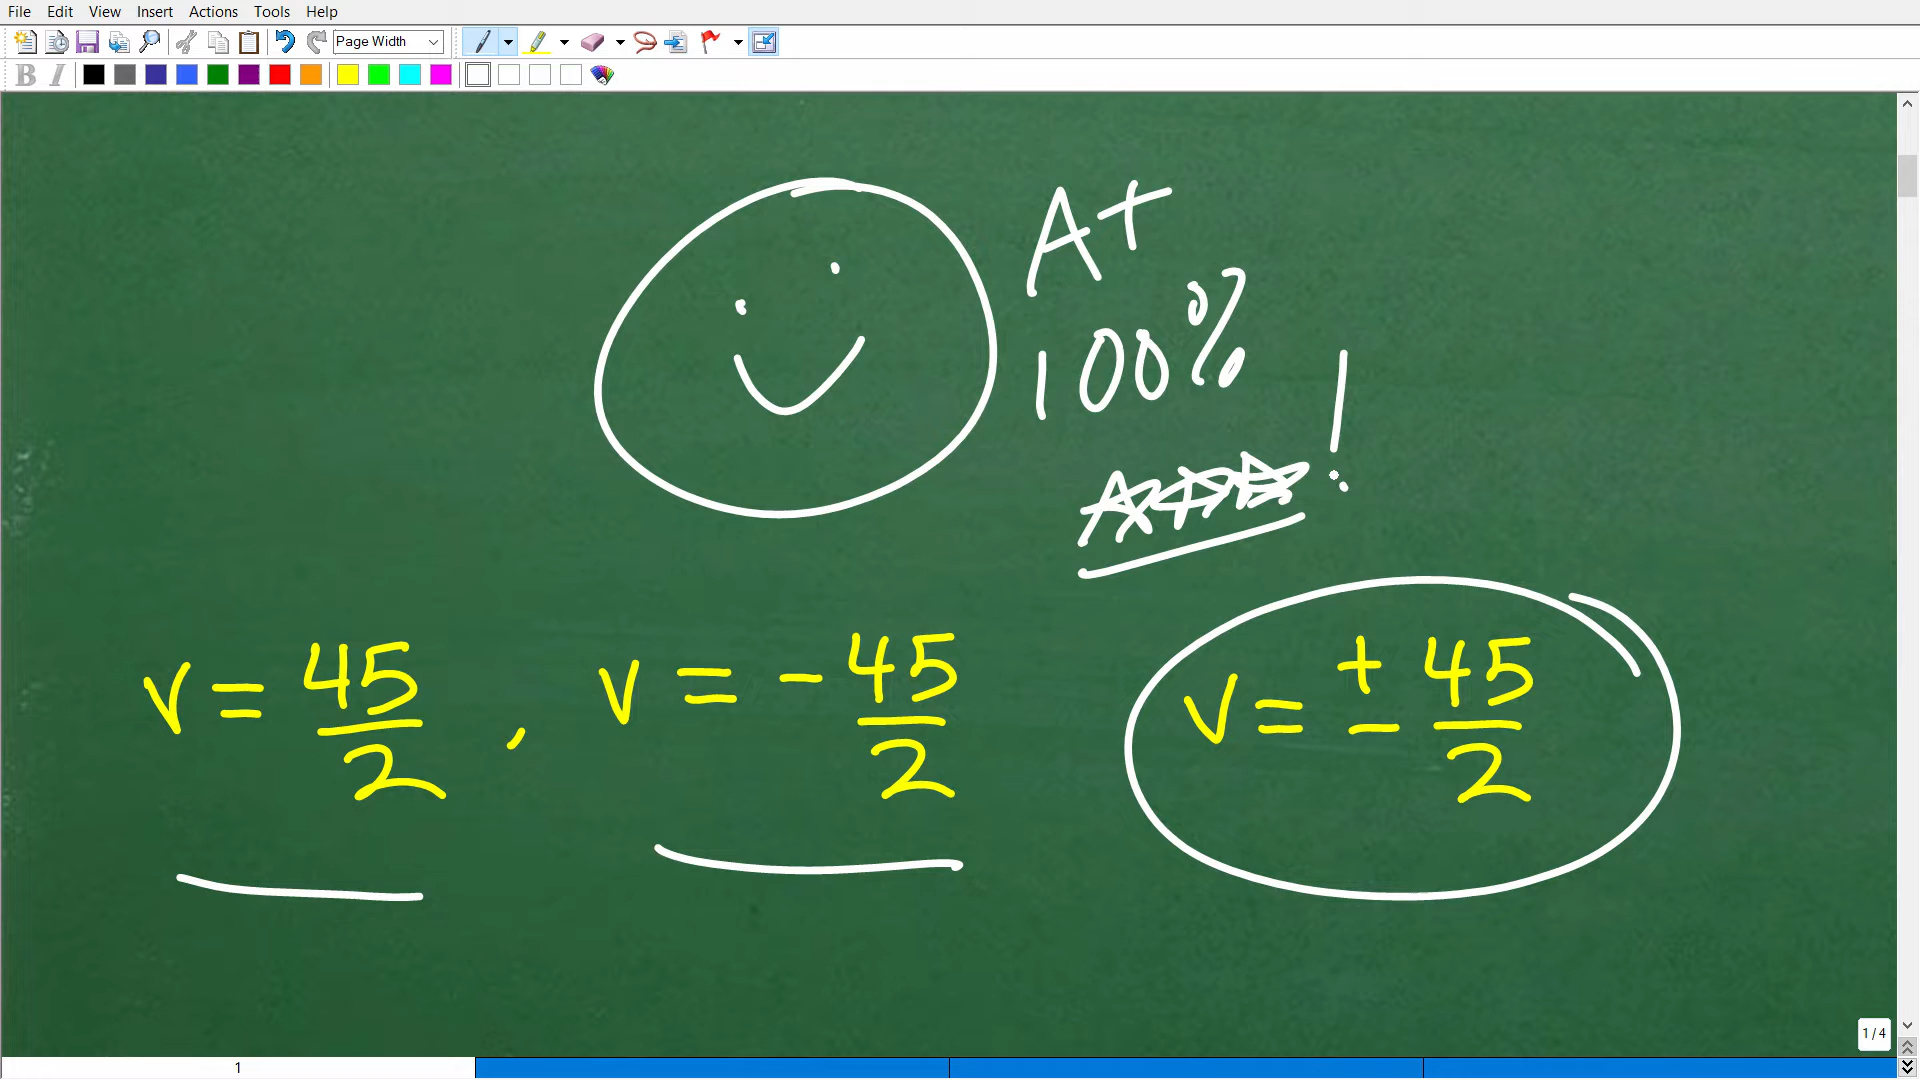 File Edit View Insert Actions Tools Help
Page Width
B I
A+
100%
!
v = 45/2 , v = - 45/2 v = ± 45/2
1 / 4
1